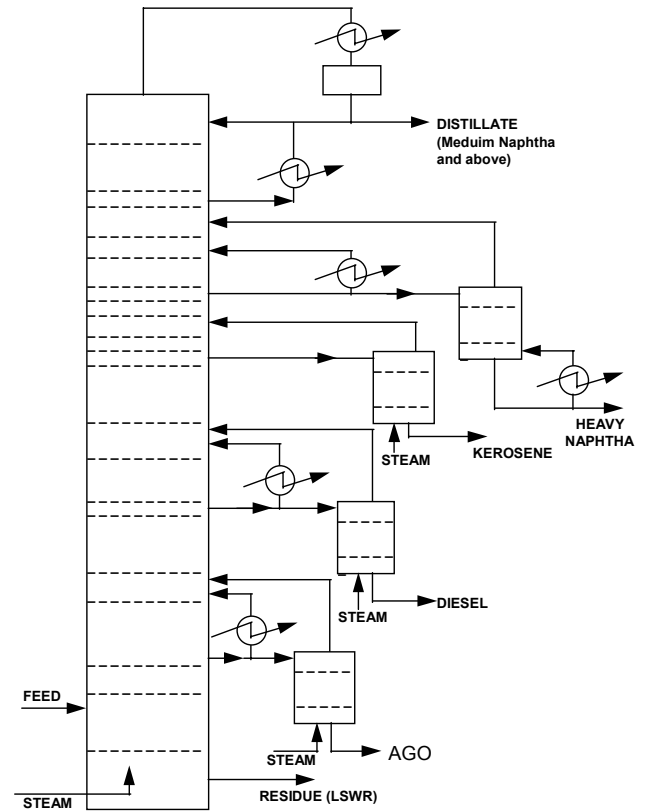 DISTILLATE
(Meduim Naphtha
and above)
HEAVY
NAPHTHA
STEAM
KEROSENE
STEAM
DIESEL
FEED
STEAM
AGO
STEAM
RESIDUE (LSWR)